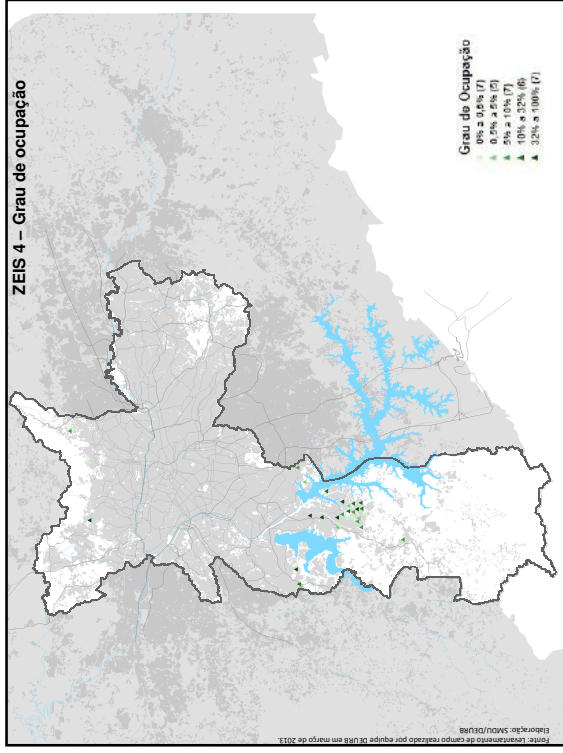 ZEIS 4 – Grau de ocupação
Grau de Ocupação
0% a 0,5% (7)
0,5% a 5% (5)
5% a 10% (7)
10% a 32% (6)
32% a 100% (7)
Fonte: Levantamento de campo realizado por equipe DEURB em março de 2013.
Elaboração: SMDU/DEURB